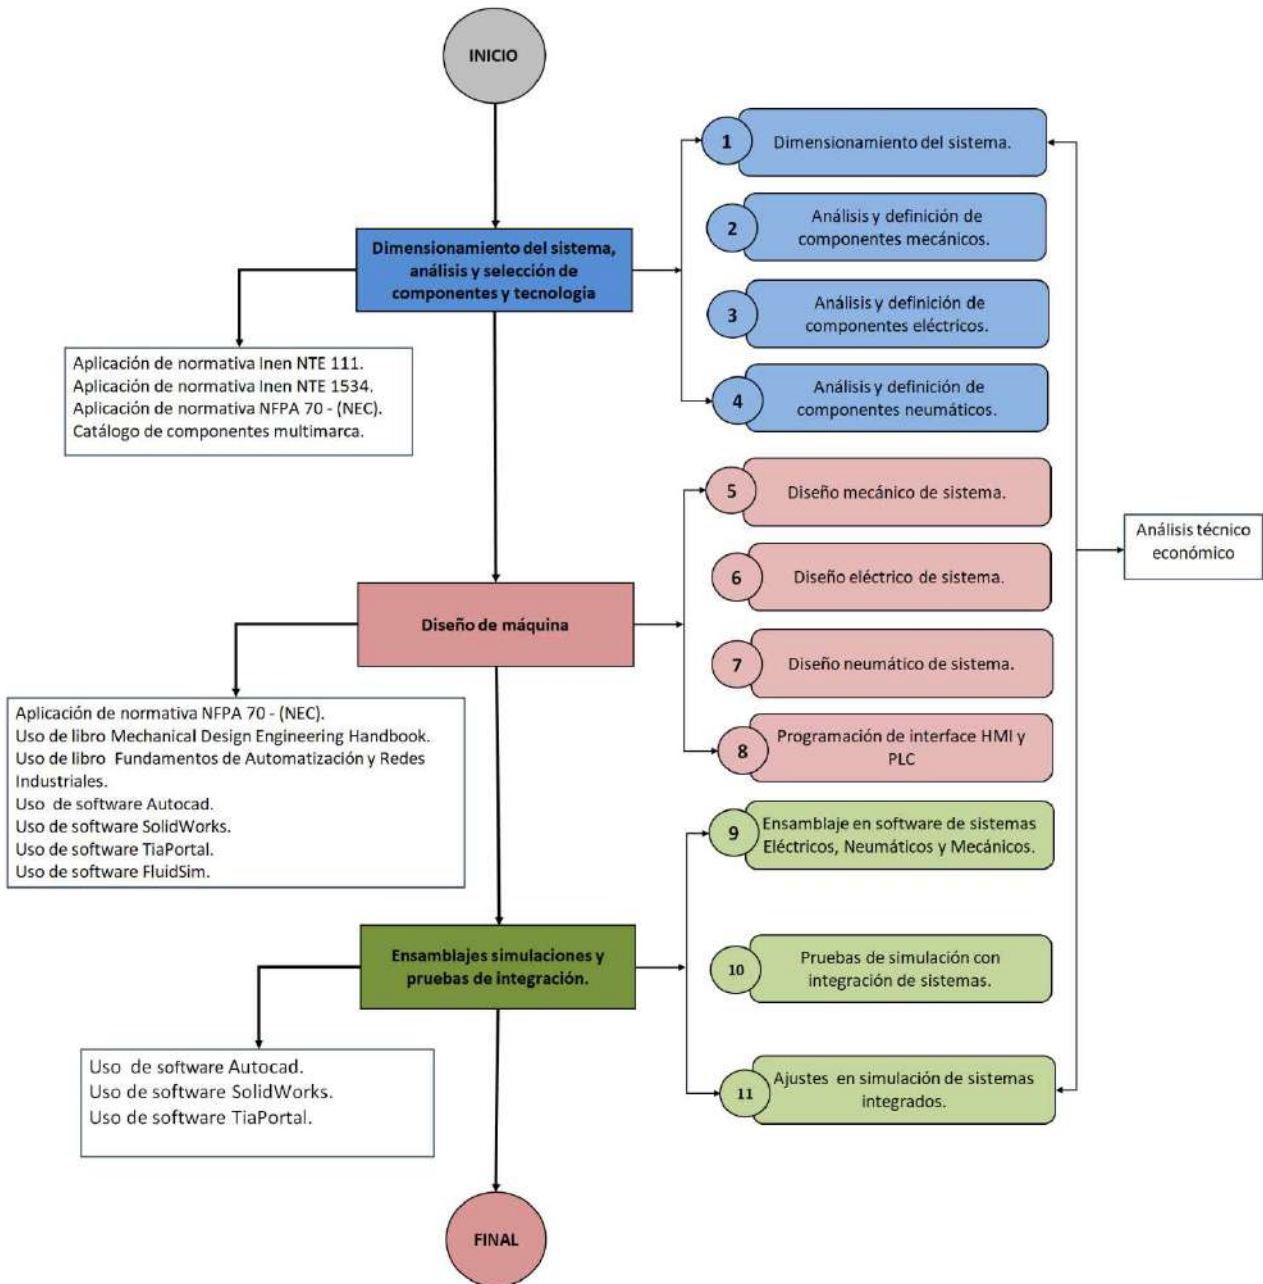 INICIO
1
Dimensionamiento del sistema.
2
Análisis y definición de
componentes mecánicos.
Dimensionamiento del sistema,
análisis y selección de
componentes y tecnologia
3
Análisis y definición de
componentes eléctricos.
Aplicación de normativa Inen NTE 111.
Aplicación de normativa Inen NTE 1534.
Aplicación de normativa NFPA 70 - (NEC).
Catálogo de componentes multimarca.
4
Análisis y definición de
componentes neumáticos.
5
Diseño mecánico de sistema.
Análisis técnico
económico
6
Diseño eléctrico de sistema.
Diseño de máquina
7
Diseño neumático de sistema.
Aplicación de normativa NFPA 70 - (NEC).
Uso de libro Mechanical Design Engineering Handbook.
Uso de libro  Fundamentos de Automatización y Redes
Industriales.
Uso  de software Autocad.
Uso de software SolidWorks.
Uso de software TiaPortal.
Uso de software FluidSim.
8
Programación de interface HMI y
PLC
9
Ensamblaje en software de sistemas
Eléctricos, Neumáticos y Mecánicos.
Ensamblajes simulaciones y
pruebas de integración.
10
Pruebas de simulación con
integración de sistemas.
Uso  de software Autocad.
Uso de software SolidWorks.
Uso de software TiaPortal.
11
Ajustes  en simulación de sistemas
integrados.
FINAL